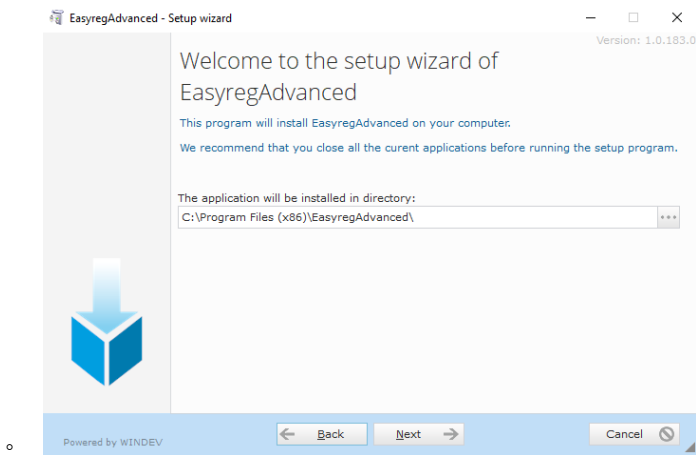 EasyregAdvanced - Setup wizard
Version: 1.0.183.0
Welcome to the setup wizard of
EasyregAdvanced
This program will install EasyregAdvanced on your computer.
We recommend that you close all the curent applications before running the setup program.
The application will be installed in directory:
C:\Program Files (x86)\EasyregAdvanced\
Powered by WINDEV
Back
Next
Cancel